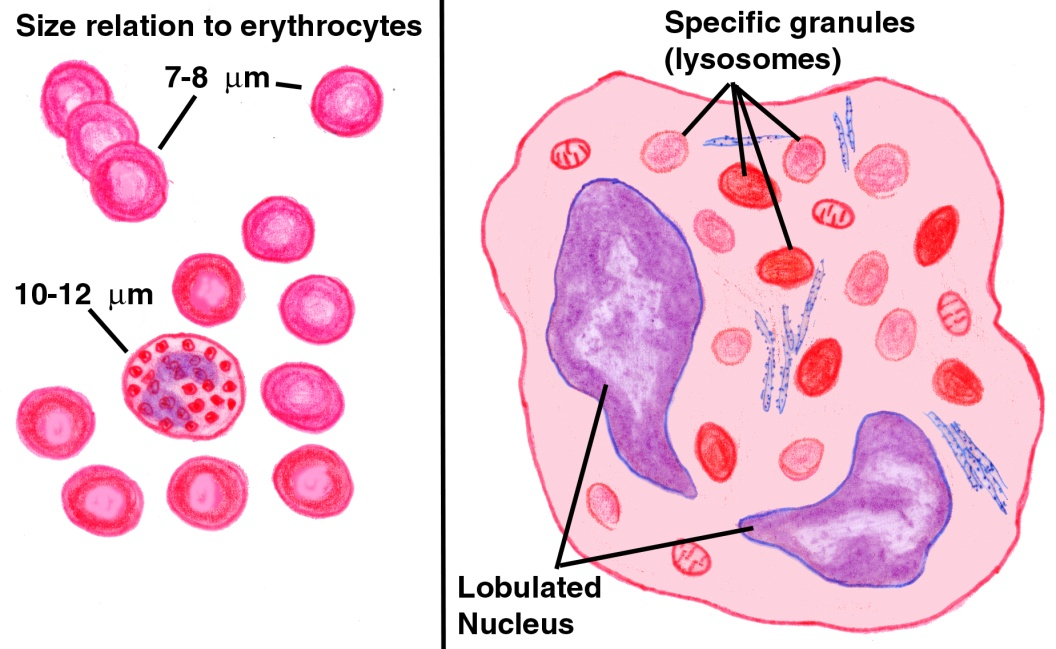 Size relation to erythrocytes
7-8 μm
10-12 μm
Specific granules
(lysosomes)
Lobulated
Nucleus